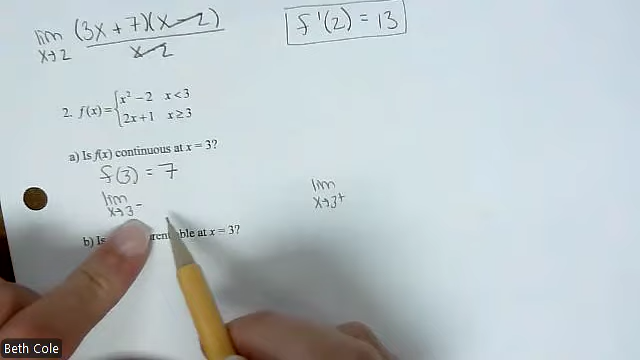 lim x→2 (3x+7)(x-2) / x-2
f'(2) = 13
2. f(x)= { x²-2 x<3
2x+1 x≥3
a) Is f(x) continuous at x = 3?
f(3) = 7
lim x→3⁻
lim x→3⁺
b) Is able at x = 3?
Beth Cole